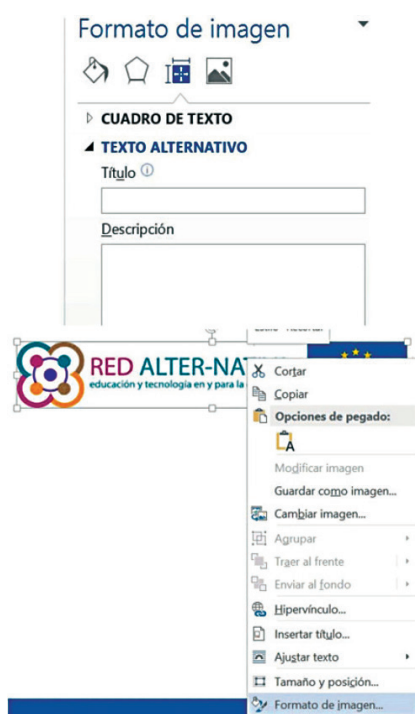 Formato de imagen
CUADRO DE TEXTO
TEXTO ALTERNATIVO
Título
Descripción
RED ALTER-NA
educación y tecnología en y para la
Cortar
Copiar
Opciones de pegado:
Modificar imagen
Guardar como imagen...
Cambiar imagen...
Agrupar
Traer al frente
Enviar al fondo
Hipervínculo...
Insertar título...
Ajustar texto
Tamaño y posición...
Formato de imagen...